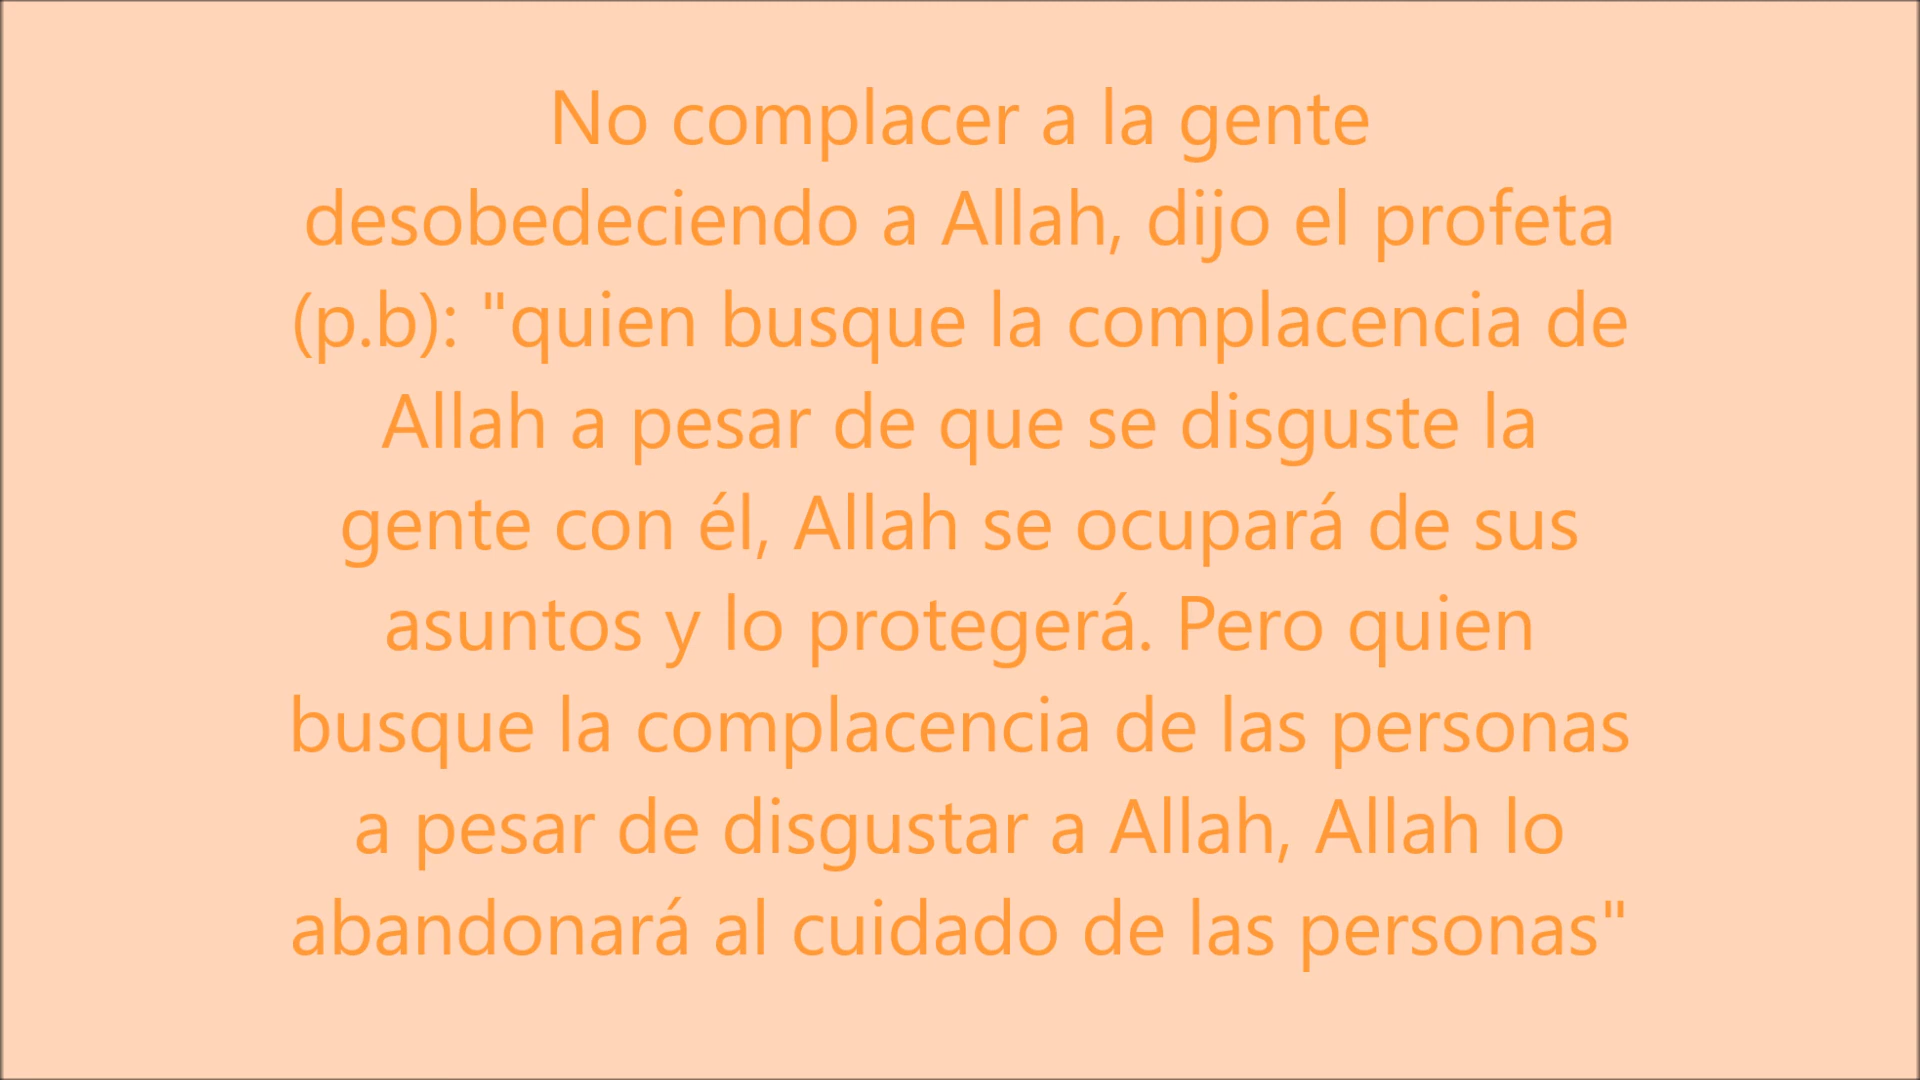 No complacer a la gente
desobedeciendo a Allah, dijo el profeta
(p.b): "quien busque la complacencia de
Allah a pesar de que se disguste la
gente con él, Allah se ocupará de sus
asuntos y lo protegerá. Pero quien
busque la complacencia de las personas
a pesar de disgustar a Allah, Allah lo
abandonará al cuidado de las personas"